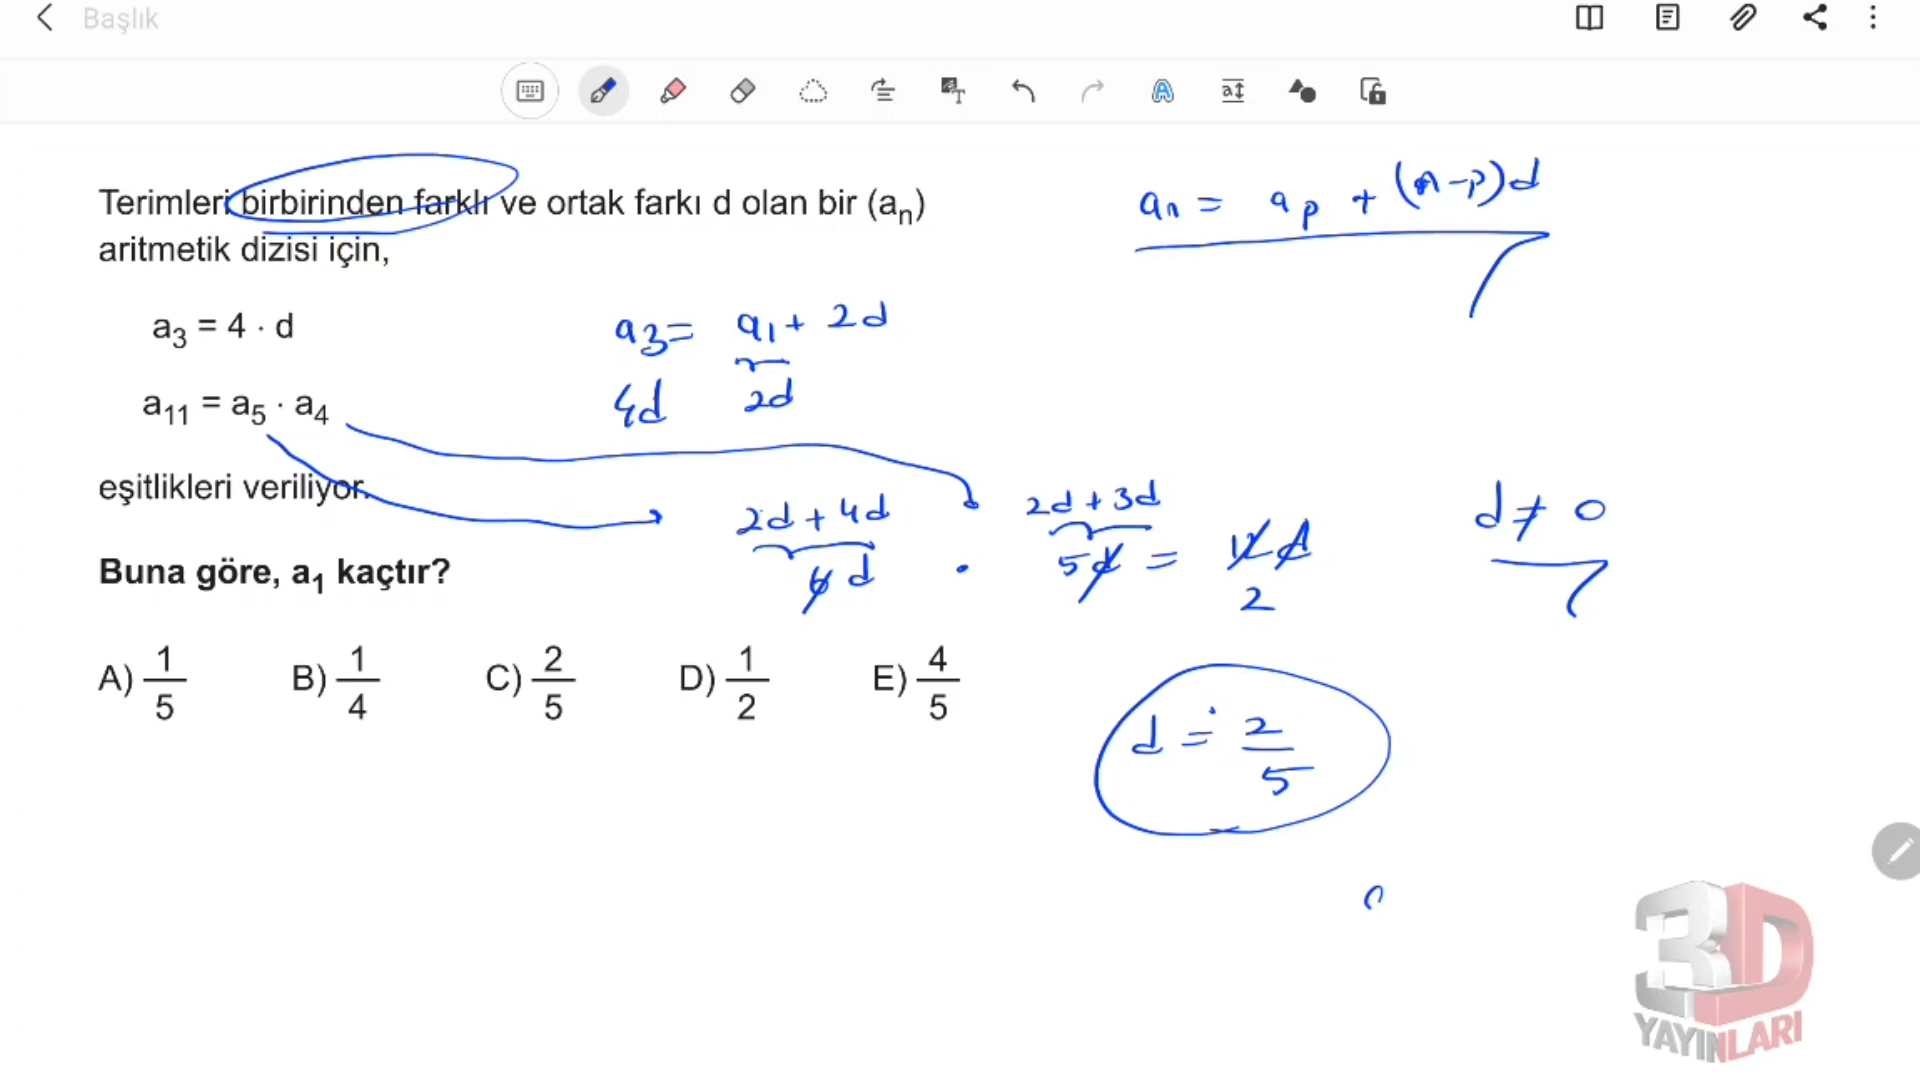 Başlık
Terimleri birbirinden farklı ve ortak farkı d olan bir (aₙ)
aritmetik dizisi için,
aₙ = aₚ + (n-p)d
a₃ = 4 · d
a₃ = a₁ + 2d
4d 2d
a₁₁ = a₅ · a₄
eşitlikleri veriliyor.
2d + 4d 2d + 3d
6d · 5d = 12d
2
d ≠ 0
Buna göre, a₁ kaçtır?
A) 1/5 B) 1/4 C) 2/5 D) 1/2 E) 4/5
d = 2/5
3D
YAYINLARI